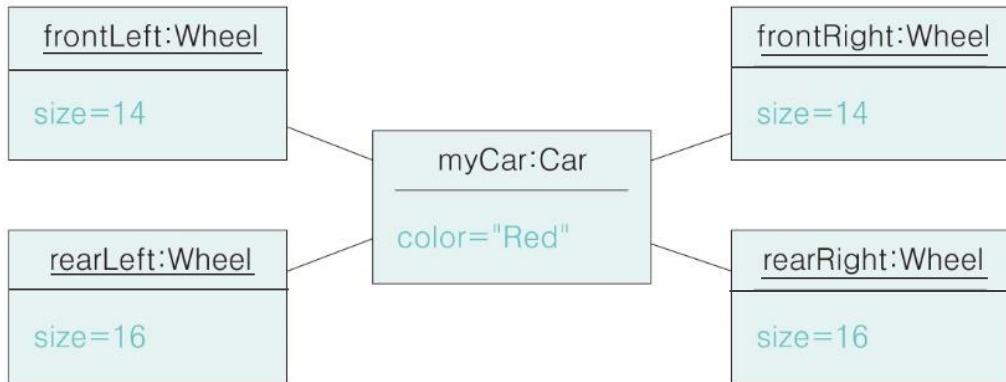 frontLeft:Wheel
size=14
frontRight:Wheel
size=14
myCar:Car
color="Red"
rearLeft:Wheel
size=16
rearRight:Wheel
size=16